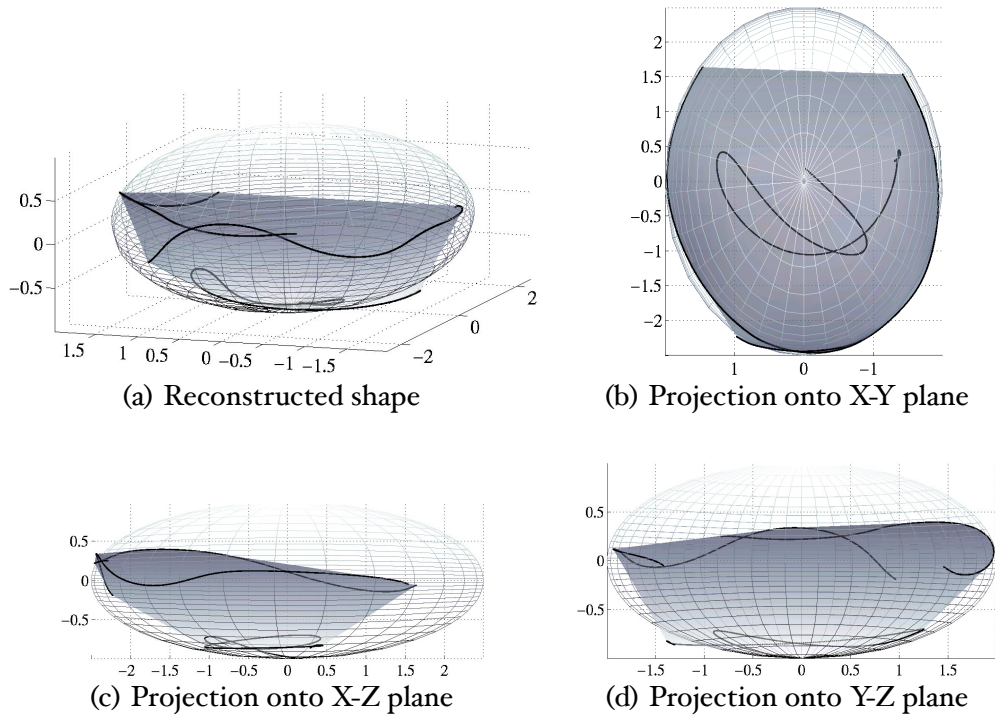 0.5
0
−0.5
1.5 1 0.5 0 −0.5 −1 −1.5
−2 0 2
(a) Reconstructed shape
2
1.5
1
0.5
0
−0.5
−1
−1.5
−2
1 0 −1
(b) Projection onto X-Y plane
0.5
0
−0.5
−2 −1.5 −1 −0.5 0 0.5 1 1.5 2
(c) Projection onto X-Z plane
0.5
0
−0.5
−1.5 −1 −0.5 0 0.5 1 1.5
(d) Projection onto Y-Z plane